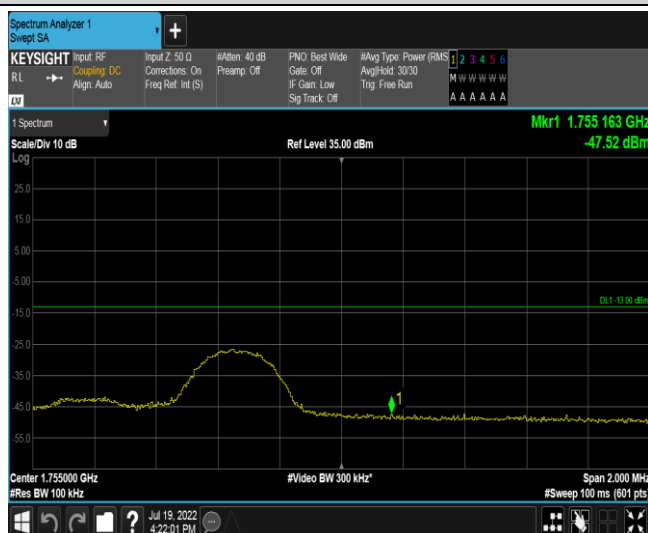 Spectrum Analyzer 1
Swept SA
+
KEYSIGHT Input: RF Input Z: 50 Ω #Atten: 40 dB PNO: Best Wide #Avg Type: Power (RMS 1 2 3 4 5 6
RL Coupling: DC Corrections: On Preamp: Off Gate: Off Avg|Hold: 30/30 M W W W W W
Align: Auto Freq Ref: Int (S) IF Gain: Low Trig: Free Run
Sig Track: Off A A A A A A
1 Spectrum Mkr1 1.755 163 GHz
Scale/Div 10 dB Ref Level 35.00 dBm -47.52 dBm
Log
25.0
15.0
5.00
-5.00
DL1 -13.00 dBm
-15.0
-25.0
-35.0
1
-45.0
-55.0
Center 1.755000 GHz #Video BW 300 kHz* Span 2.000 MHz
#Res BW 100 kHz #Sweep 100 ms (601 pts)
? Jul 19, 2022
4:22:01 PM